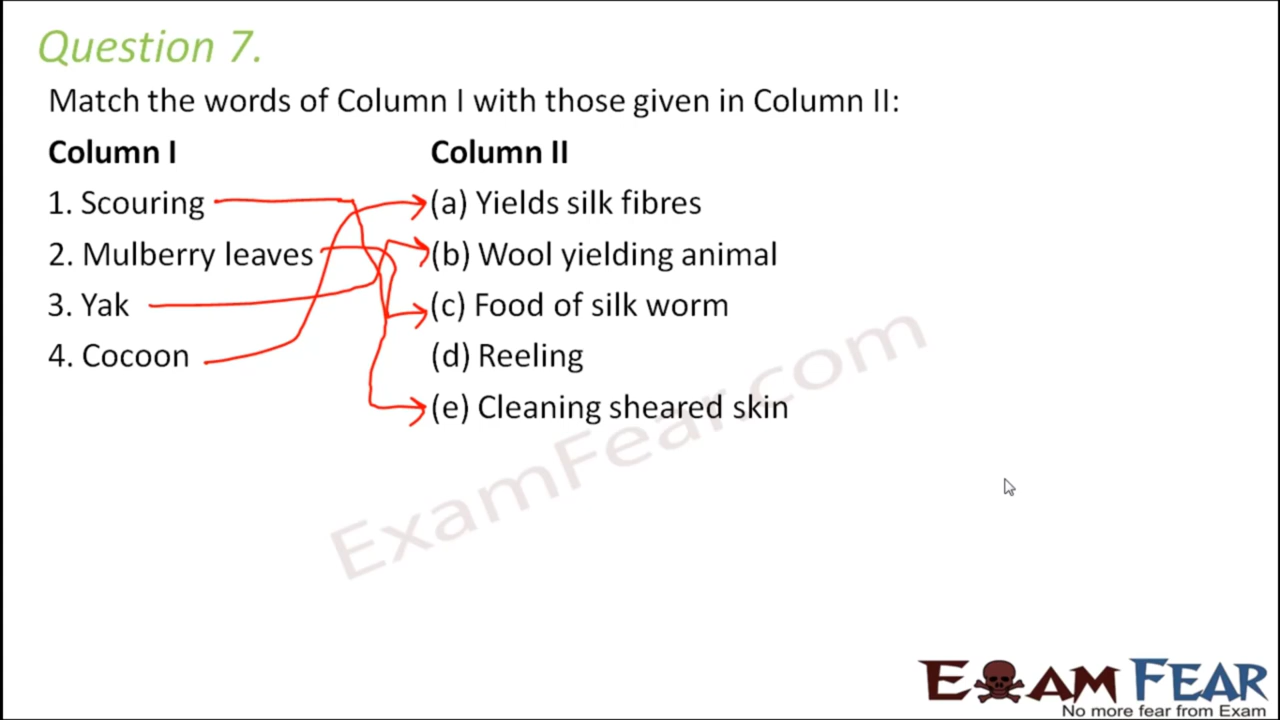 Question 7.
Match the words of Column I with those given in Column II:
Column I Column II
1. Scouring (a) Yields silk fibres
2. Mulberry leaves (b) Wool yielding animal
3. Yak (c) Food of silk worm
4. Cocoon (d) Reeling
(e) Cleaning sheared skin
ExamFear.com
EXAM FEAR
No more fear from Exam